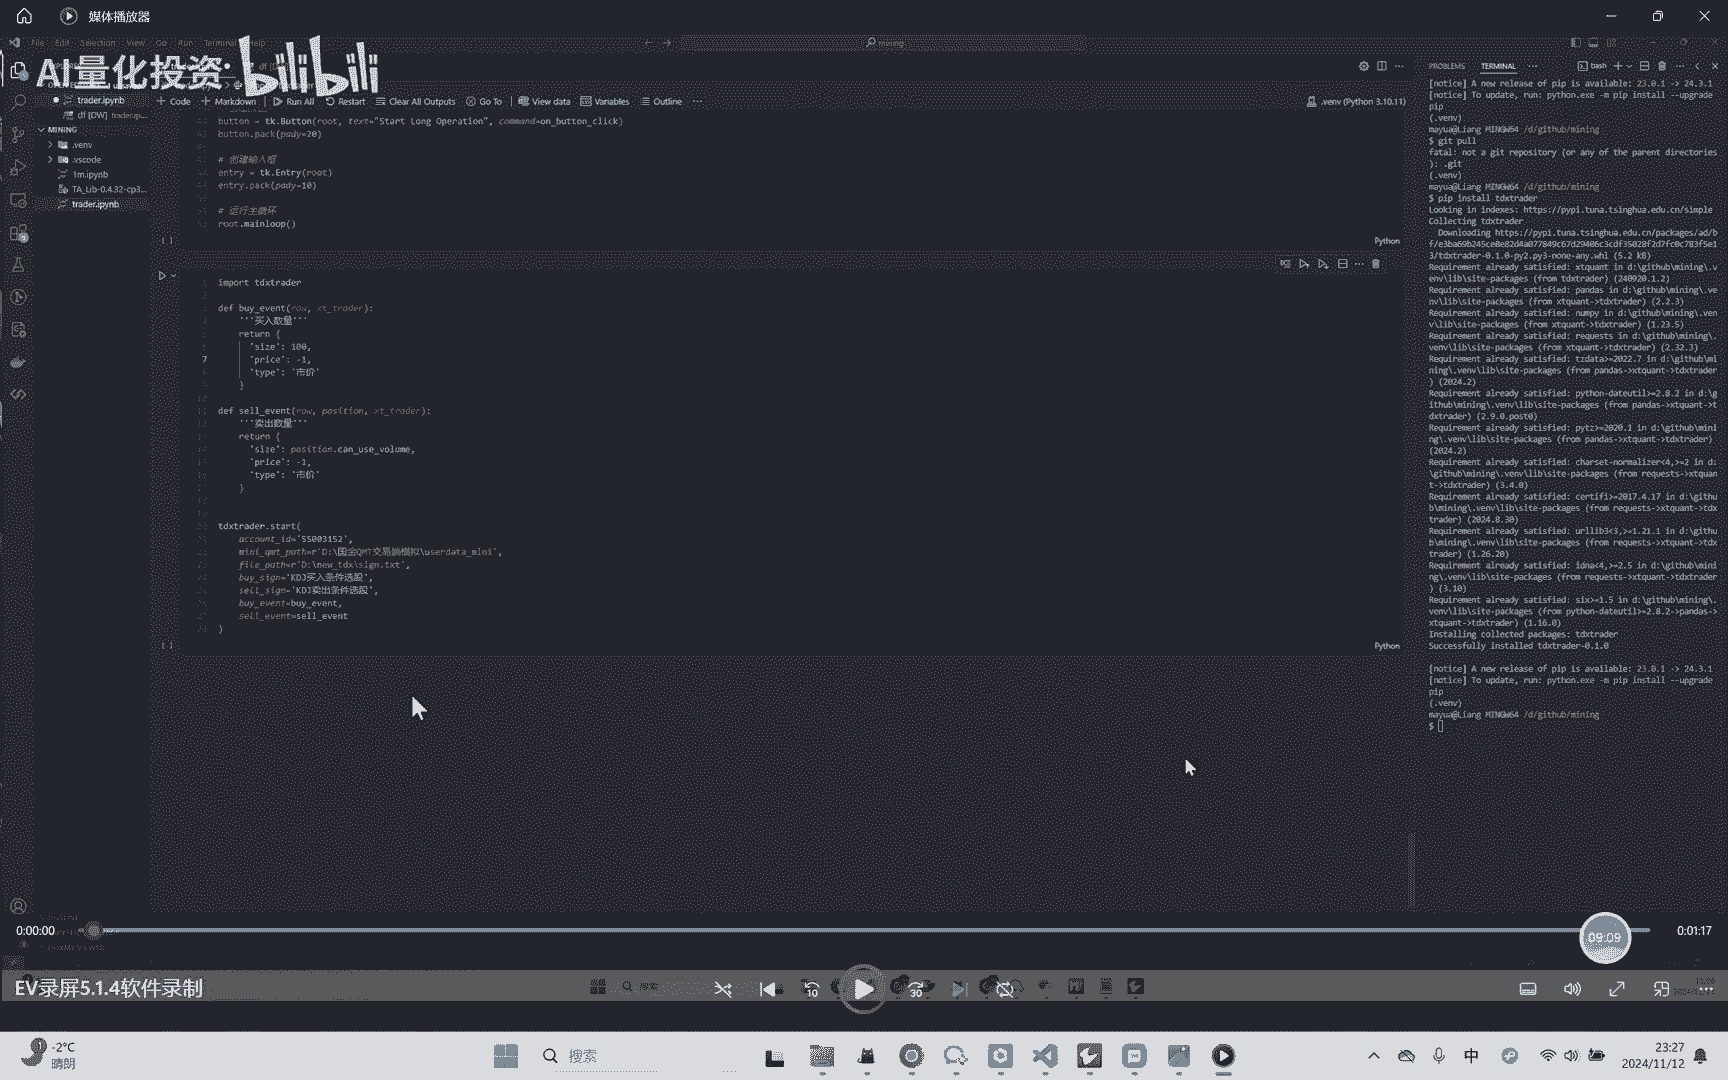 媒体播放器
File Edit Selection View Go Run Terminal Help
mining
AI量化投资 bilibili
trader.ipynb
Code Markdown Run All Restart Clear All Outputs Go To View data Variables Outline ...
.venv (Python 3.10.11)
df [DW] trader.ip...
MINING
.venv
.vscode
1m.ipynb
TA_Lib-0.4.32-cp3...
trader.ipynb
button = tk.Button(root, text="Start Long Operation", command=on_button_click)
button.pack(pady=20)
# 创建输入框
entry = tk.Entry(root)
entry.pack(pady=10)
# 运行主循环
root.mainloop()
Python
import tdxtrader
def buy_event(row, xt_trader):
'''买入数量'''
return {
'size': 100,
7
'price': -1,
'type': '市价'
}
def sell_event(row, position, xt_trader):
'''卖出数量'''
return {
'size': position.can_use_volume,
'price': -1,
'type': '市价'
}
tdxtrader.start(
account_id='55003152',
mini_qmt_path=r'D:\国金QMT交易端模拟\userdata_mini',
file_path=r'D:\new_tdx\sign.txt',
buy_sign='KDJ买入条件选股',
sell_sign='KDJ卖出条件选股',
buy_event=buy_event,
sell_event=sell_event
)
Python
PROBLEMS TERMINAL ... bash
[notice] A new release of pip is available: 23.0.1 -> 24.3.1
[notice] To update, run: python.exe -m pip install --upgrade
pip
(.venv)
mayua@Liang MINGW64 /d/github/mining
$ git pull
fatal: not a git repository (or any of the parent directories
): .git
(.venv)
mayua@Liang MINGW64 /d/github/mining
$ pip install tdxtrader
Looking in indexes: https://pypi.tuna.tsinghua.edu.cn/simple
Collecting tdxtrader
Downloading https://pypi.tuna.tsinghua.edu.cn/packages/ad/b
f/e3ba69b245ce8e82d4a077849c67d29406c3cdf35028f2d7fc0c783f5e1
3/tdxtrader-0.1.0-py2.py3-none-any.whl (5.2 kB)
Requirement already satisfied: xtquant in d:\github\mining\.v
env\lib\site-packages (from tdxtrader) (240920.1.2)
Requirement already satisfied: pandas in d:\github\mining\.ve
nv\lib\site-packages (from xtquant->tdxtrader) (2.2.3)
Requirement already satisfied: numpy in d:\github\mining\.ven
v\lib\site-packages (from xtquant->tdxtrader) (1.23.5)
Requirement already satisfied: requests in d:\github\mining\.
venv\lib\site-packages (from xtquant->tdxtrader) (2.32.3)
Requirement already satisfied: tzdata>=2022.7 in d:\github\mi
ning\.venv\lib\site-packages (from pandas->xtquant->tdxtrader
) (2024.2)
Requirement already satisfied: python-dateutil>=2.8.2 in d:\g
ithub\mining\.venv\lib\site-packages (from pandas->xtquant->t
dxtrader) (2.9.0.post0)
Requirement already satisfied: pytz>=2020.1 in d:\github\mini
ng\.venv\lib\site-packages (from pandas->xtquant->tdxtrader)
(2024.2)
Requirement already satisfied: charset-normalizer<4,>=2 in d:
\github\mining\.venv\lib\site-packages (from requests->xtquan
t->tdxtrader) (3.4.0)
Requirement already satisfied: certifi>=2017.4.17 in d:\githu
b\mining\.venv\lib\site-packages (from requests->xtquant->tdx
trader) (2024.8.30)
Requirement already satisfied: urllib3<3,>=1.21.1 in d:\githu
b\mining\.venv\lib\site-packages (from requests->xtquant->tdx
trader) (1.26.20)
Requirement already satisfied: idna<4,>=2.5 in d:\github\mini
ng\.venv\lib\site-packages (from requests->xtquant->tdxtrader
) (3.10)
Requirement already satisfied: six>=1.5 in d:\github\mining\.
venv\lib\site-packages (from python-dateutil>=2.8.2->pandas->
xtquant->tdxtrader) (1.16.0)
Installing collected packages: tdxtrader
Successfully installed tdxtrader-0.1.0
[notice] A new release of pip is available: 23.0.1 -> 24.3.1
[notice] To update, run: python.exe -m pip install --upgrade
pip
(.venv)
mayua@Liang MINGW64 /d/github/mining
$
0:00:00
09:09
0:01:17
EV录屏5.1.4软件录制
搜索
10
30
-2°C
晴朗
搜索
中
23:27
2024/11/12